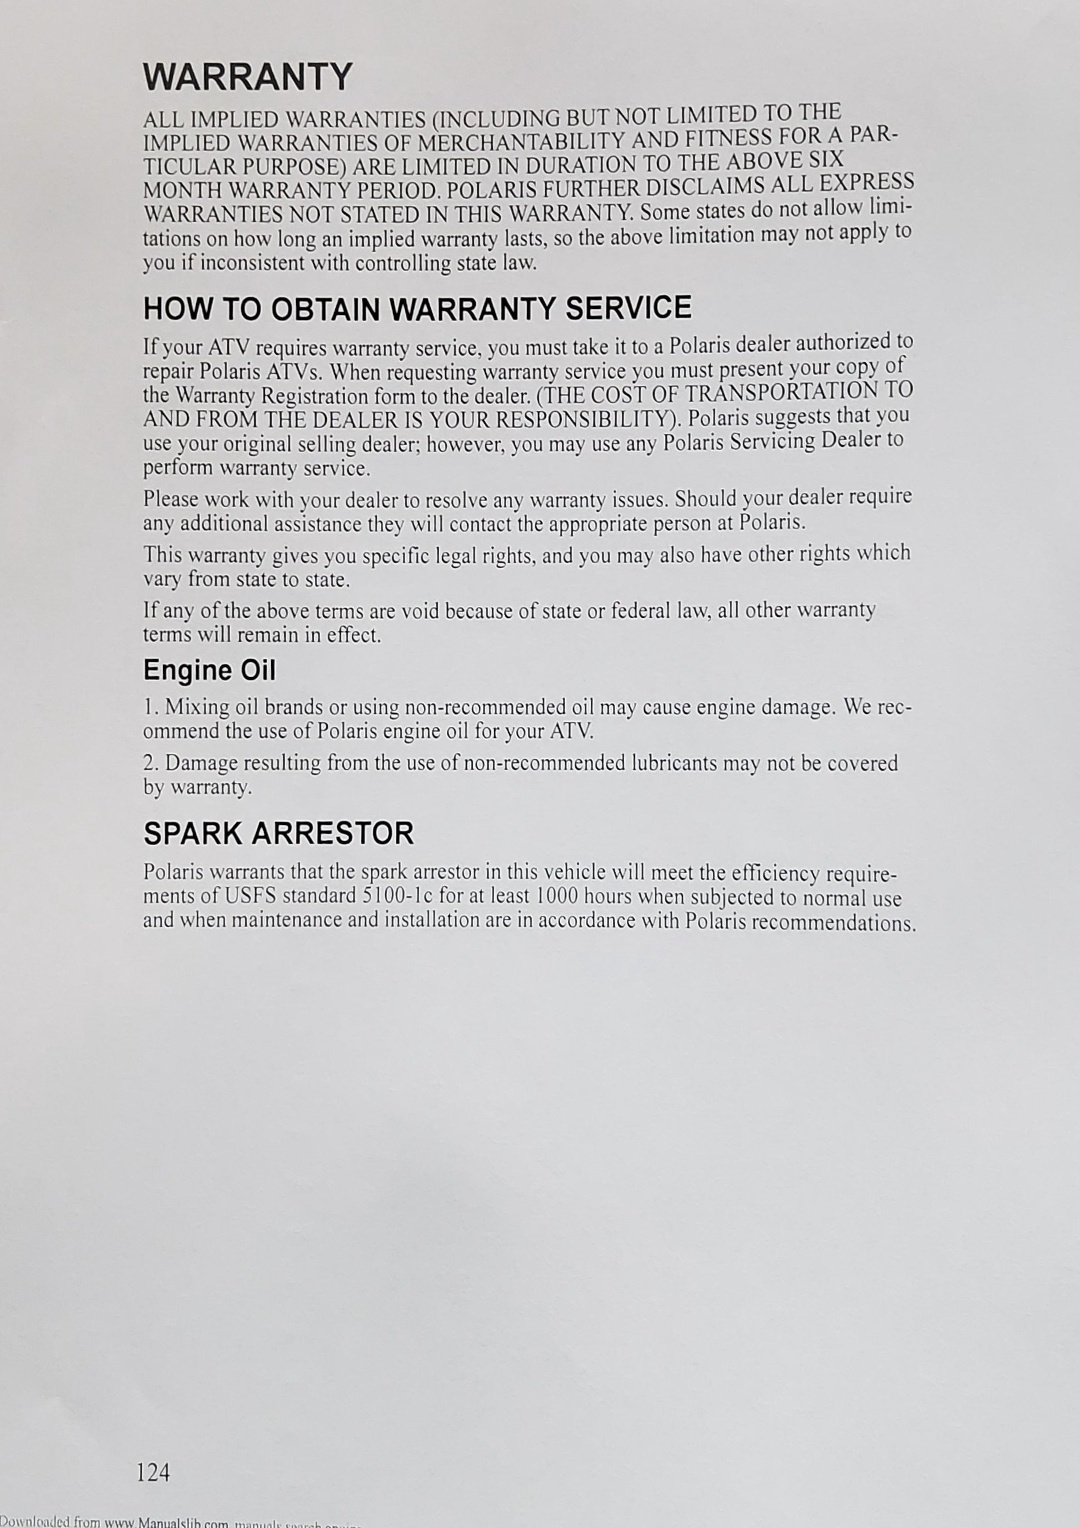 WARRANTY
ALL IMPLIED WARRANTIES (INCLUDING BUT NOT LIMITED TO THE
IMPLIED WARRANTIES OF MERCHANTABILITY AND FITNESS FOR A PAR-
TICULAR PURPOSE) ARE LIMITED IN DURATION TO THE ABOVE SIX
MONTH WARRANTY PERIOD. POLARIS FURTHER DISCLAIMS ALL EXPRESS
WARRANTIES NOT STATED IN THIS WARRANTY. Some states do not allow limi-
tations on how long an implied warranty lasts, so the above limitation may not apply to
you if inconsistent with controlling state law.
HOW TO OBTAIN WARRANTY SERVICE
If your ATV requires warranty service, you must take it to a Polaris dealer authorized to
repair Polaris ATVs. When requesting warranty service you must present your copy of
the Warranty Registration form to the dealer. (THE COST OF TRANSPORTATION TO
AND FROM THE DEALER IS YOUR RESPONSIBILITY). Polaris suggests that you
use your original selling dealer; however, you may use any Polaris Servicing Dealer to
perform warranty service.
Please work with your dealer to resolve any warranty issues. Should your dealer require
any additional assistance they will contact the appropriate person at Polaris.
This warranty gives you specific legal rights, and you may also have other rights which
vary from state to state.
If any of the above terms are void because of state or federal law, all other warranty
terms will remain in effect.
Engine Oil
1. Mixing oil brands or using non-recommended oil may cause engine damage. We rec-
ommend the use of Polaris engine oil for your ATV.
2. Damage resulting from the use of non-recommended lubricants may not be covered
by warranty.
SPARK ARRESTOR
Polaris warrants that the spark arrestor in this vehicle will meet the efficiency require-
ments of USFS standard 5100-1c for at least 1000 hours when subjected to normal use
and when maintenance and installation are in accordance with Polaris recommendations.
124
Downloaded from www.Manualslib.com manuals search engine